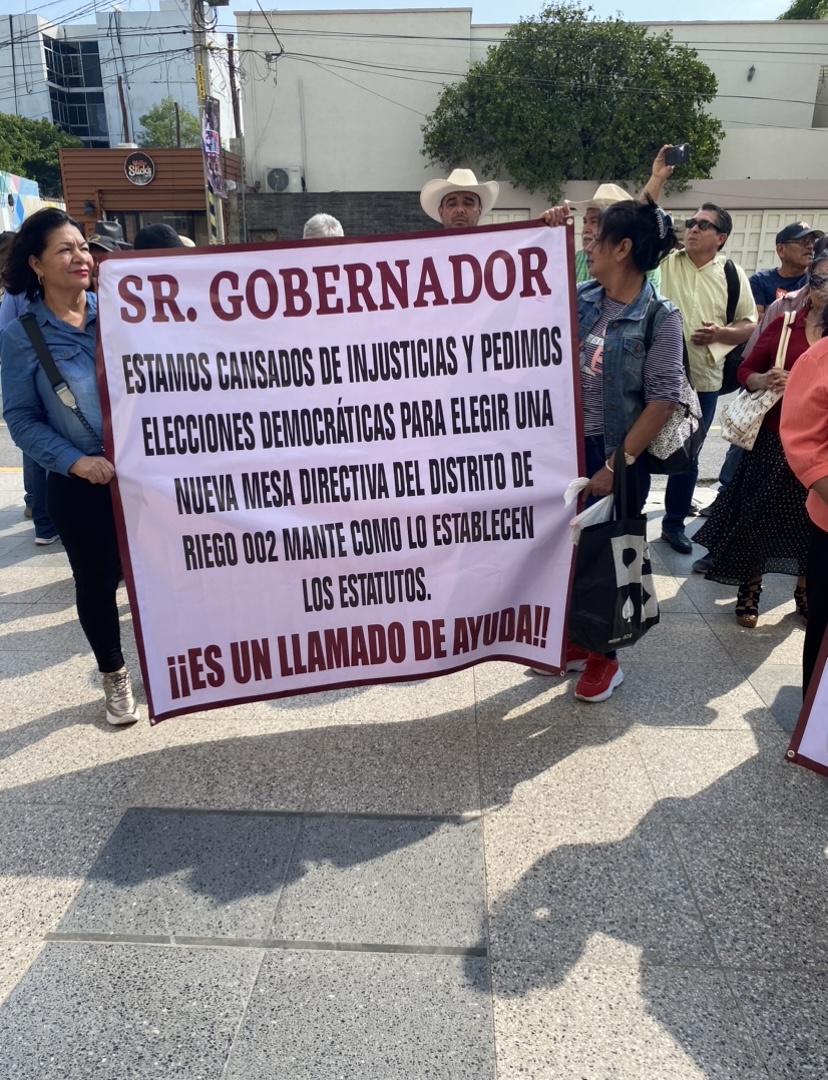 SR. GOBERNADOR
ESTAMOS CANSADOS DE INJUSTICIAS Y PEDIMOS
ELECCIONES DEMOCRÁTICAS PARA ELEGIR UNA
NUEVA MESA DIRECTIVA DEL DISTRITO DE
RIEGO 002 MANTE COMO LO ESTABLECEN
LOS ESTATUTOS.
¡¡ES UN LLAMADO DE AYUDA!!